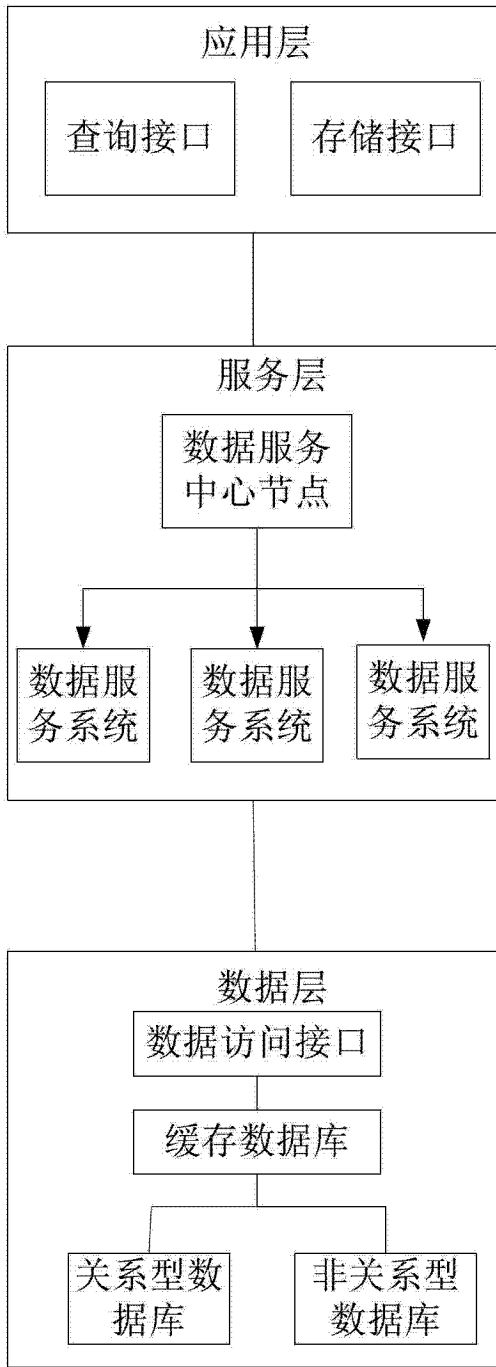 应用层
查询接口
存储接口
服务层
数据服务
中心节点
数据服
务系统
数据服
务系统
数据服
务系统
数据层
数据访问接口
缓存数据库
关系型数
据库
非关系型
数据库